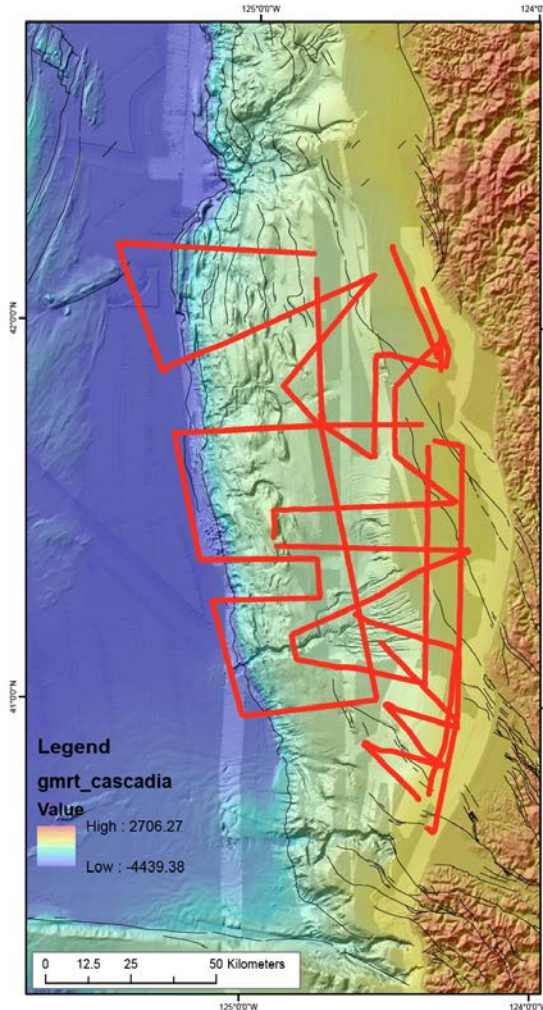 125°0'0"W
124°0'0"W
42°0'0"N
41°0'0"N
Legend
gmrt_cascadia
Value
High : 2706.27
Low : -4439.38
0 12.5 25 50 Kilometers
125°0'0"W
124°0'0"W